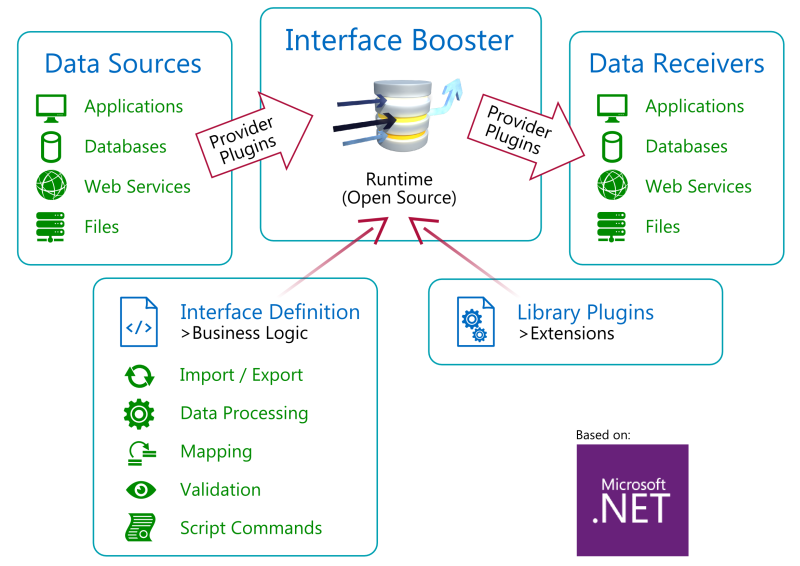 Data Sources
Applications
Databases
Web Services
Files
Provider
Plugins
Interface Booster
Runtime
(Open Source)
Provider
Plugins
Data Receivers
Applications
Databases
Web Services
Files
</>
Interface Definition
>Business Logic
Import / Export
Data Processing
Mapping
Validation
Script Commands
Library Plugins
>Extensions
Based on:
Microsoft
.NET